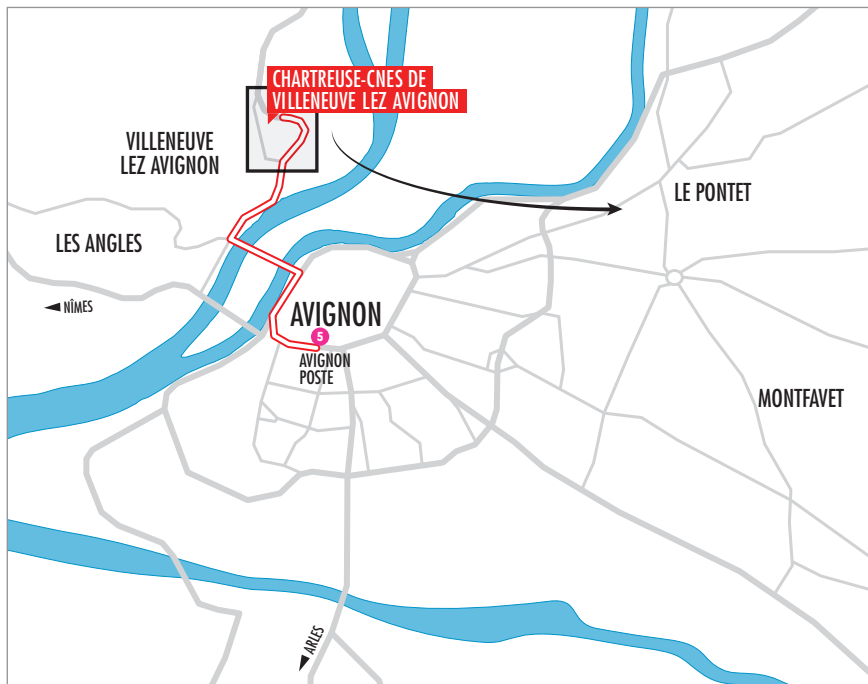 CHARTREUSE-CNES DE
VILLENEUVE LEZ AVIGNON
VILLENEUVE
LEZ AVIGNON
LE PONTET
LES ANGLES
NÎMES
AVIGNON
5
AVIGNON
POSTE
MONTFAVET
ARLES